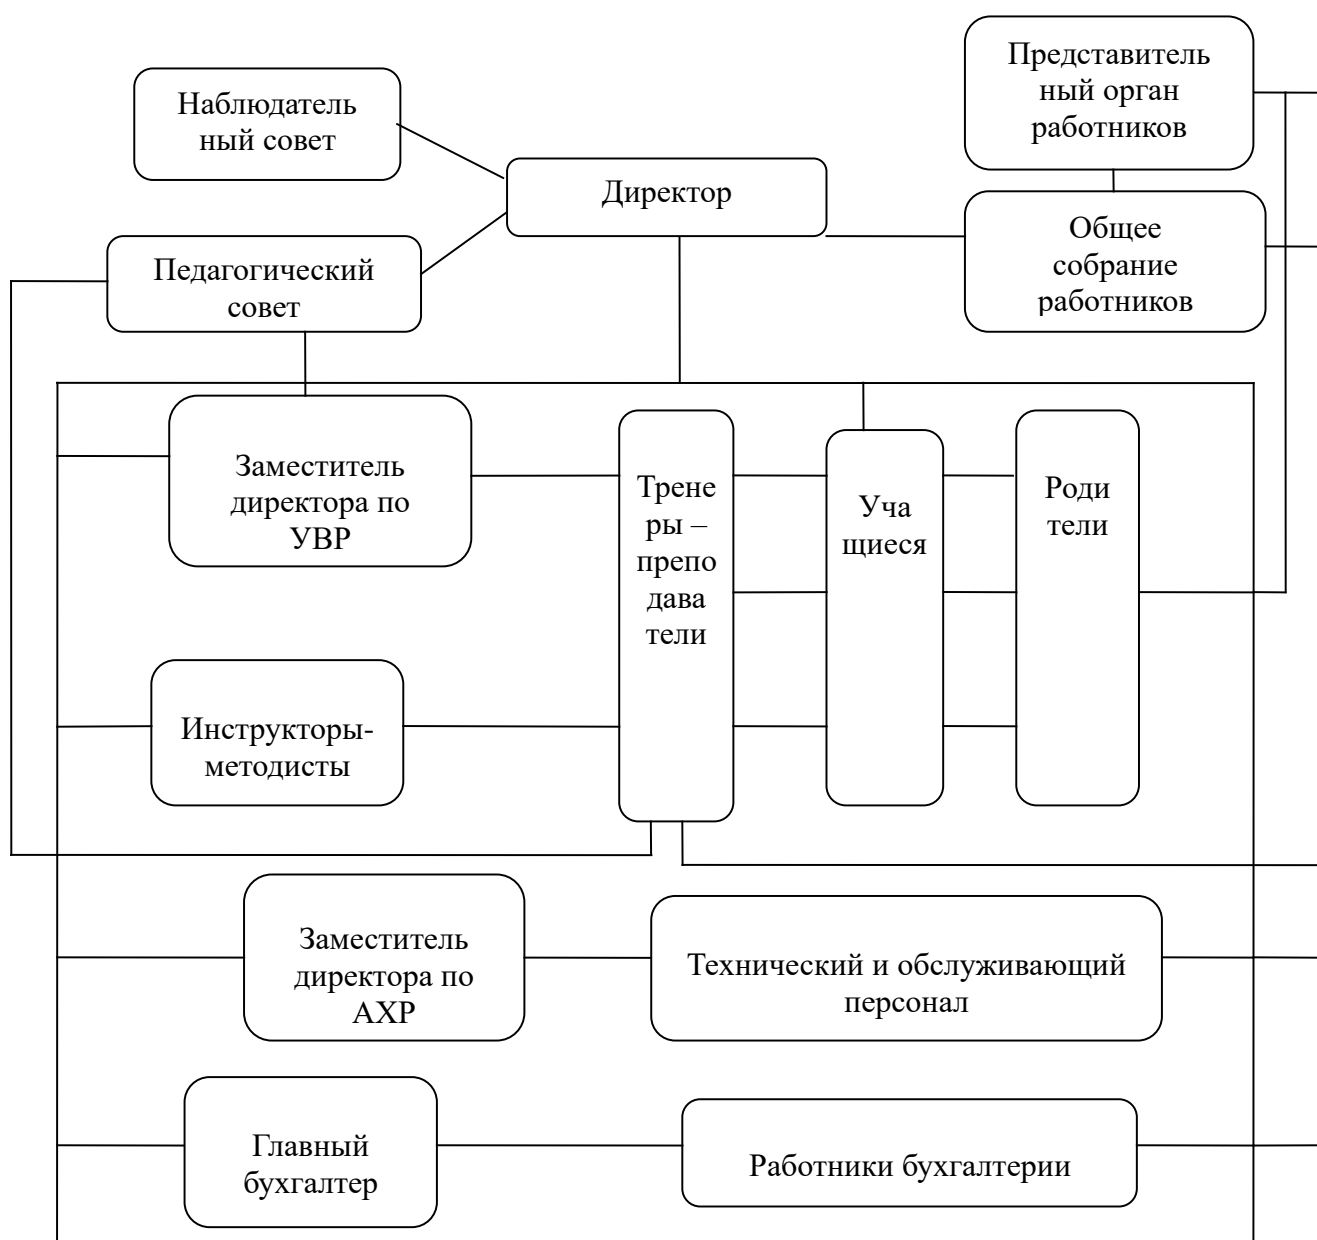 Представитель
ный орган
работников
Наблюдатель
ный совет
Директор
Общее
собрание
работников
Педагогический
совет
Заместитель
директора по
УВР
Трене
ры –
препо
дава
тели
Уча
щиеся
Роди
тели
Инструкторы-
методисты
Заместитель
директора по
АХР
Технический и обслуживающий
персонал
Главный
бухгалтер
Работники бухгалтерии